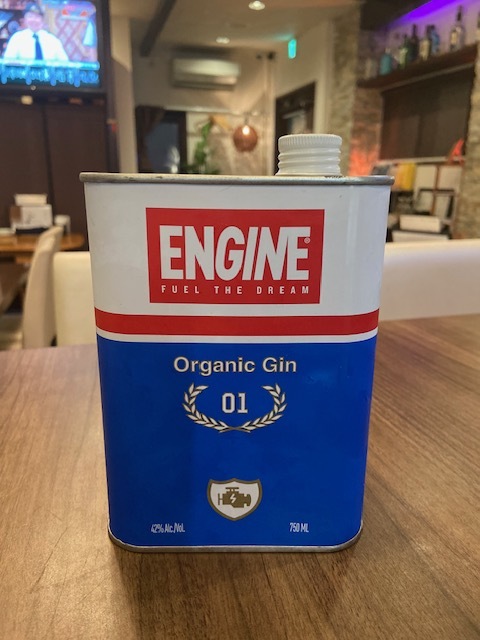 ENGINE®
FUEL THE DREAM
Organic Gin
01
42% Alc./Vol.
750 ML